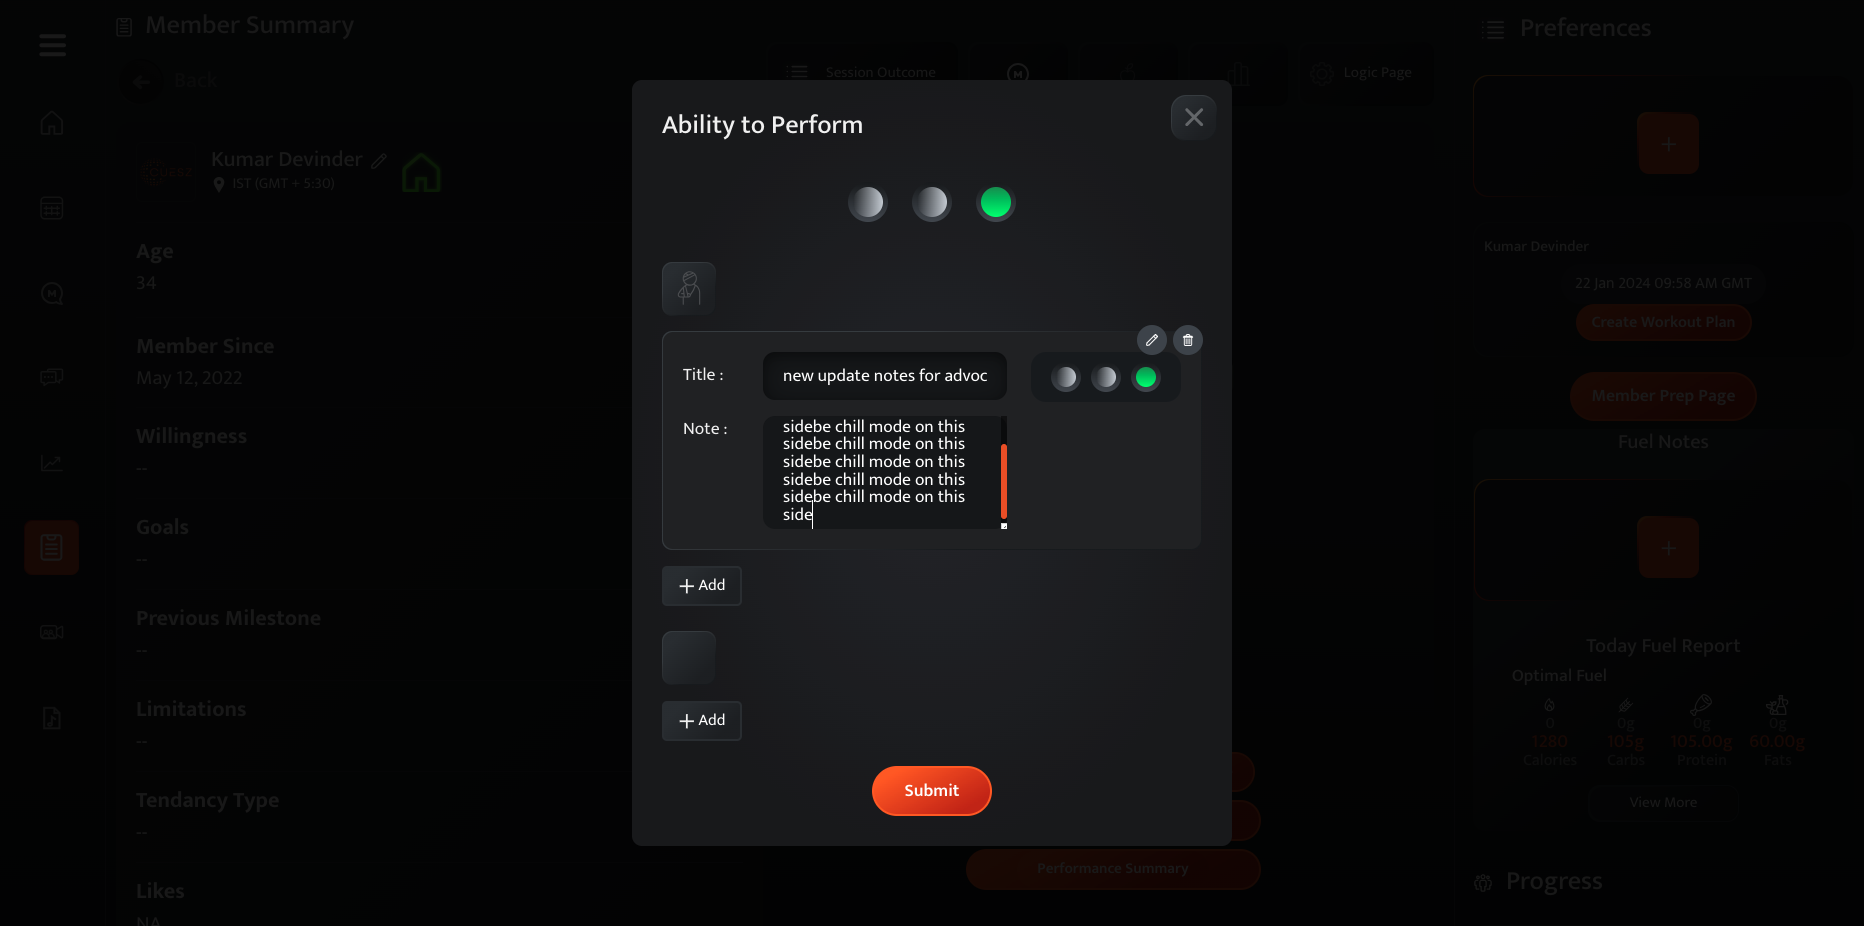 Member Summary
Back
Session Outcome
Logic Page
Preferences
Ability to Perform
Kumar Devinder
IST (GMT + 5:30)
Age
34
Member Since
May 12, 2022
Willingness
--
Goals
--
Previous Milestone
--
Limitations
--
Tendancy Type
--
Likes
NA
Title :
new update notes for advoc
Note :
sidebe chill mode on this
sidebe chill mode on this
sidebe chill mode on this
sidebe chill mode on this
sidebe chill mode on this
side
Add
Add
Submit
Performance Summary
Kumar Devinder
22 Jan 2024 09:58 AM GMT
Create Workout Plan
Member Prep Page
Fuel Notes
Today Fuel Report
Optimal Fuel
0 0g 0g 0g
1280 105g 105.00g 60.00g
Calories Carbs Protein Fats
View More
Progress